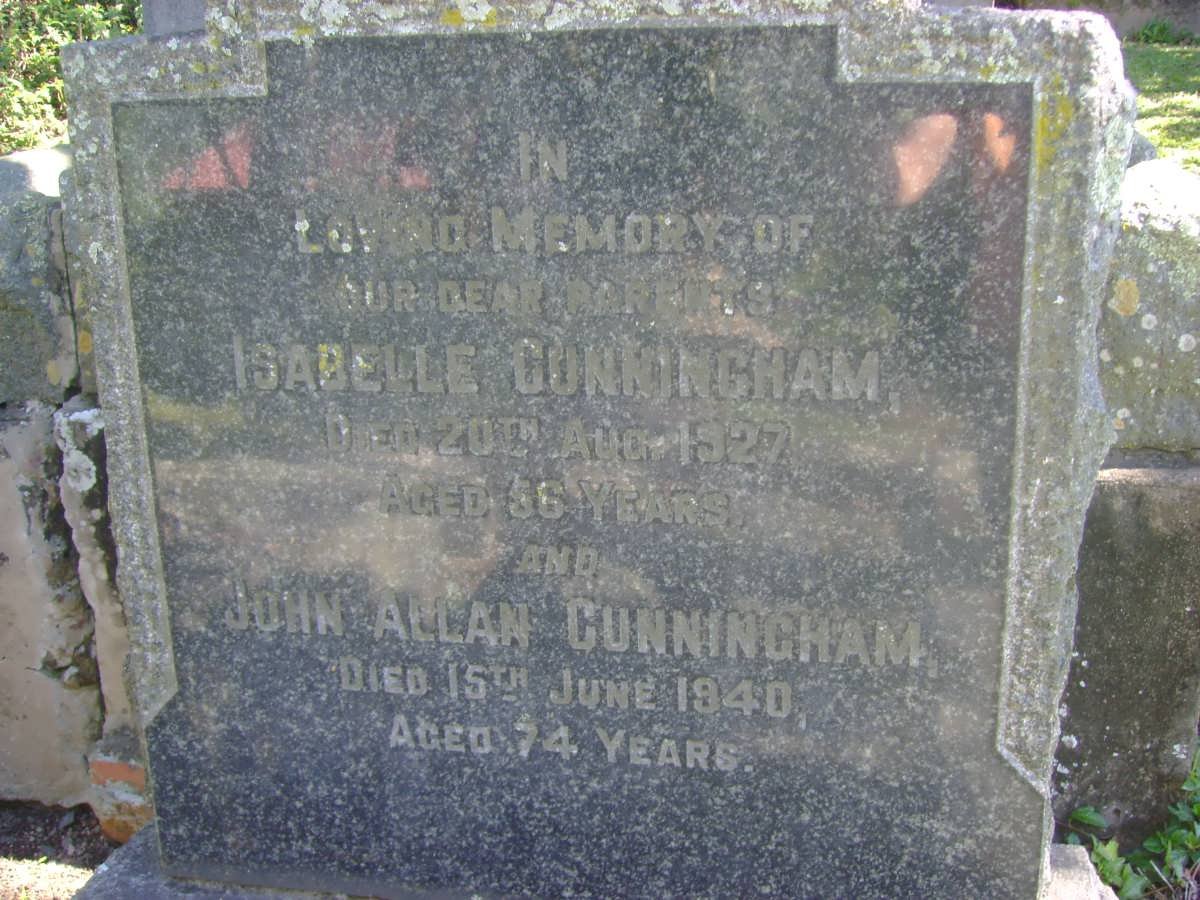 IN
LOVING MEMORY OF
OUR DEAR PARENTS
ISABELLE CUNNINGHAM,
DIED 20TH AUG. 1927,
AGED 56 YEARS,
AND
JOHN ALLAN CUNNINGHAM,
DIED 15TH JUNE 1940,
AGED 74 YEARS.